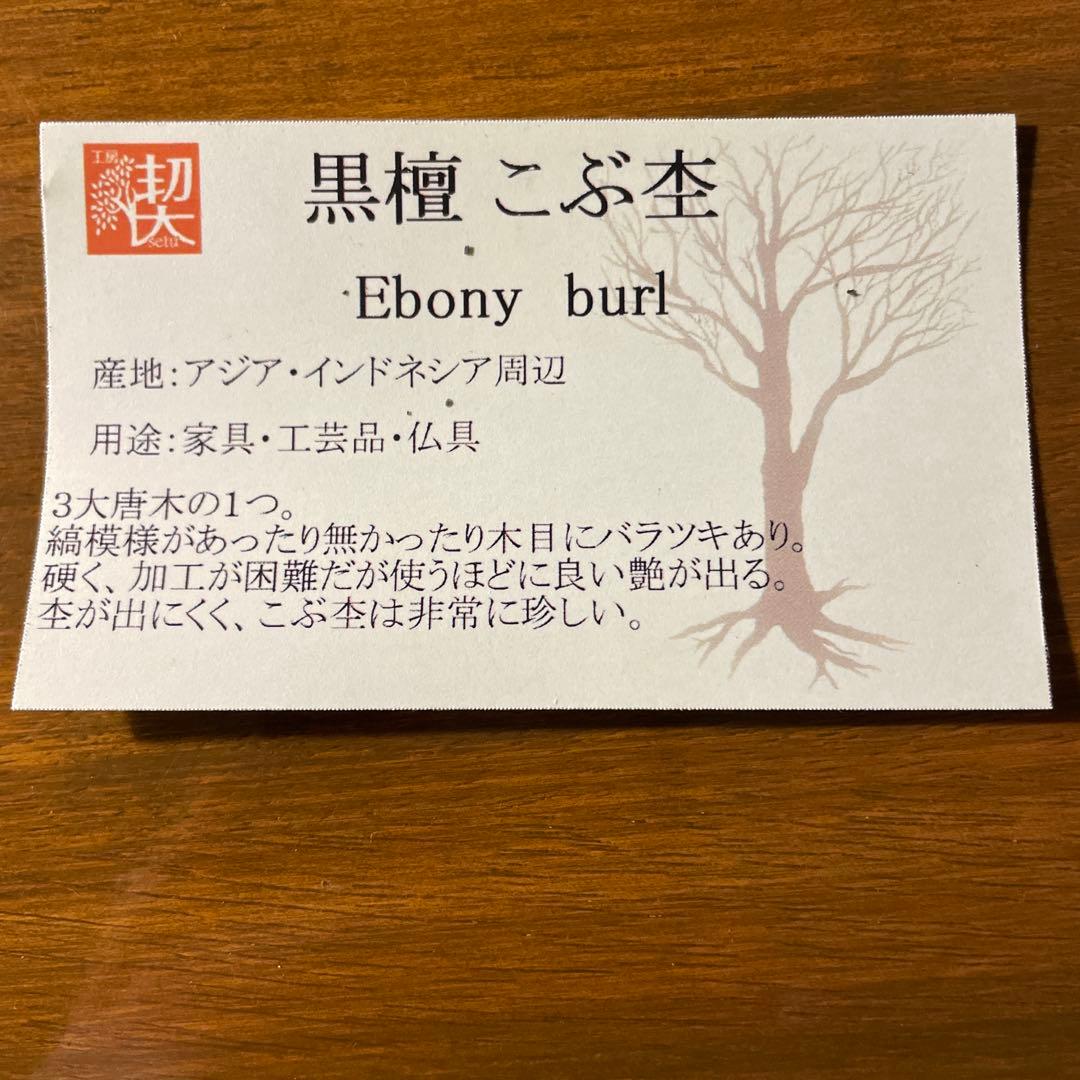 工房
契
setu
黒檀 こぶ杢
Ebony burl
産地:アジア・インドネシア周辺
用途:家具・工芸品・仏具
3大唐木の1つ。
縞模様があったり無かったり木目にバラツキあり。
硬く、加工が困難だが使うほどに良い艶が出る。
杢が出にくく、こぶ杢は非常に珍しい。